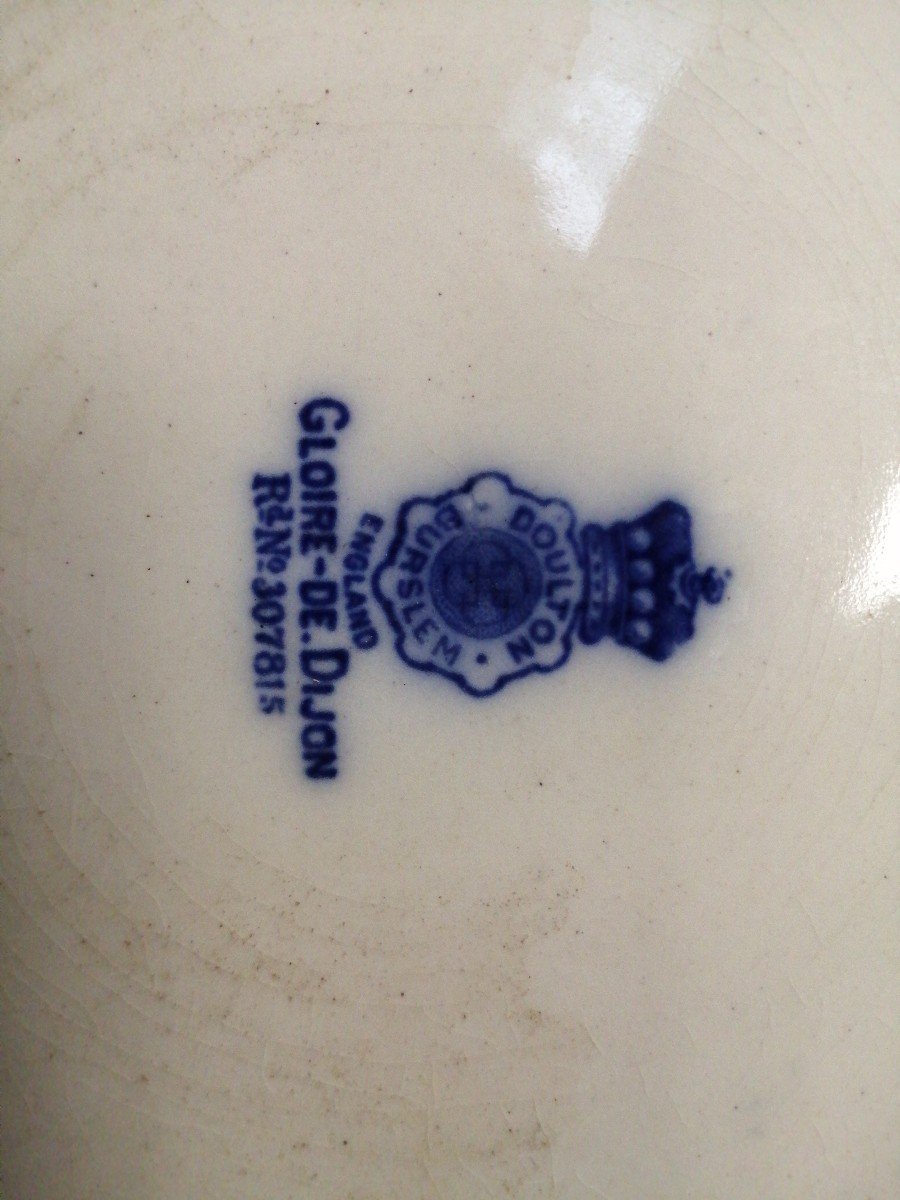 DOULTON
BURSLEM
ENGLAND
GLOIRE-DE.DIJON
Rd. No. 307815